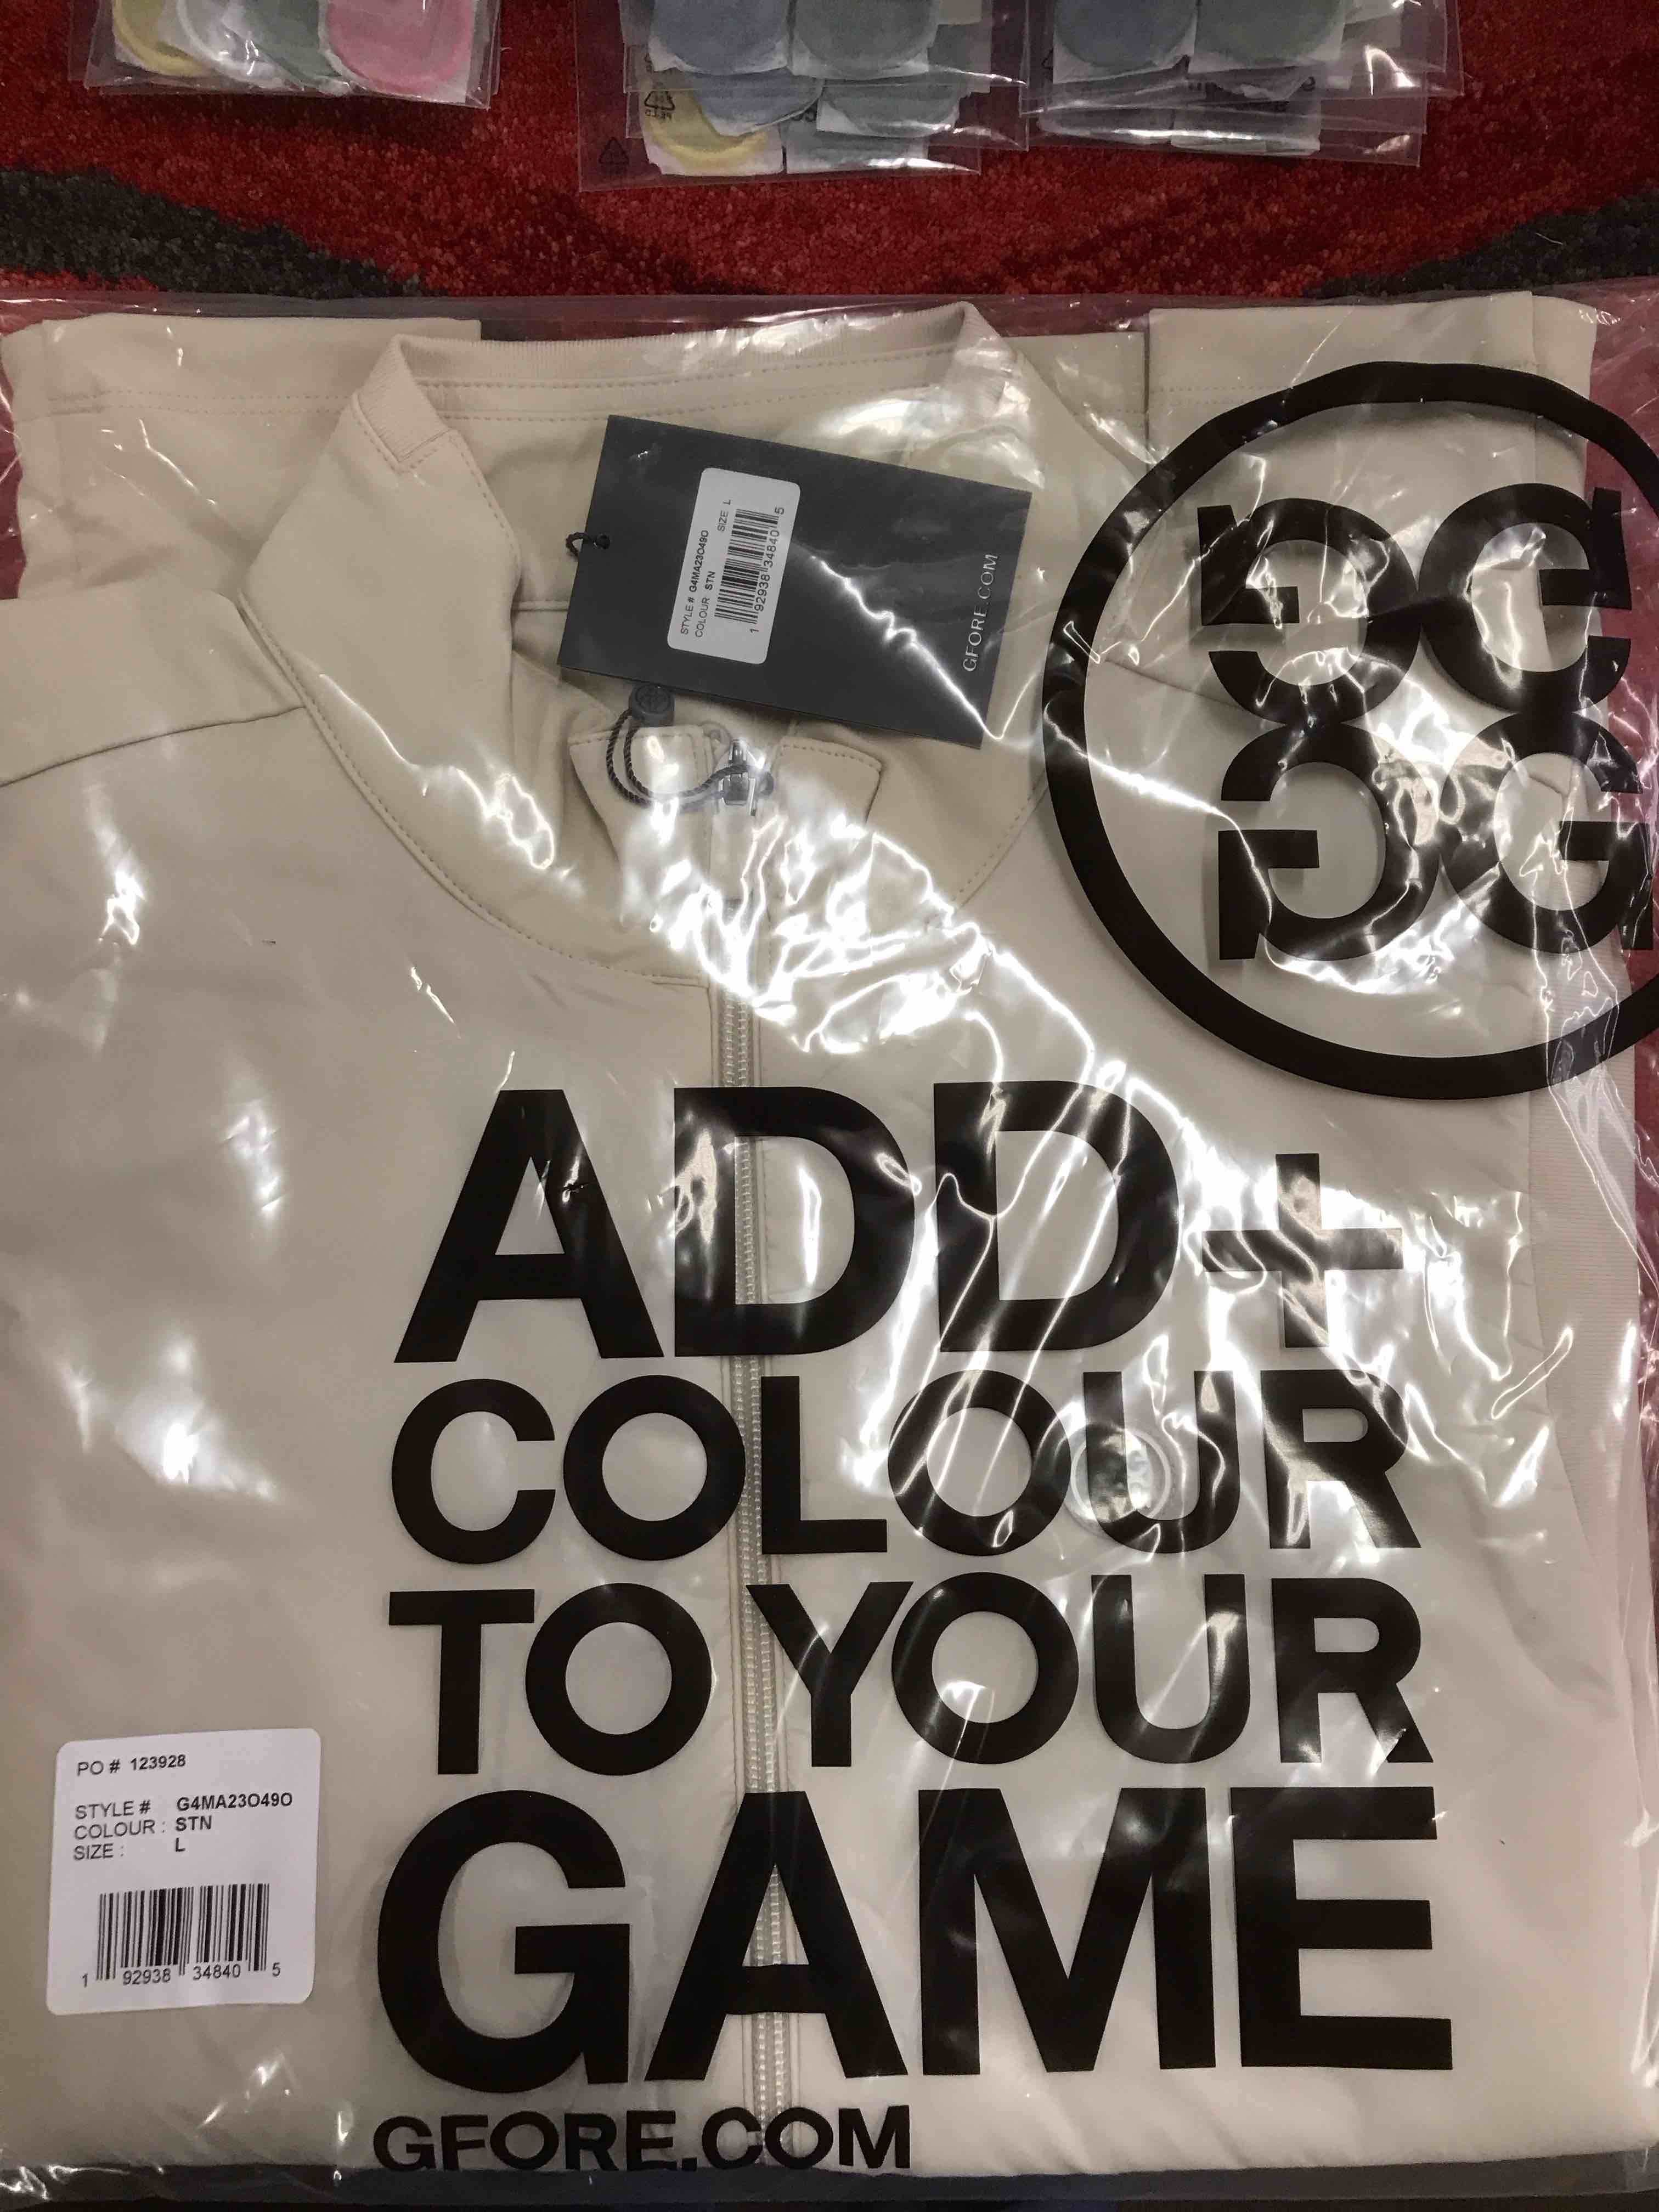 STYLE # G4MA23O49O SIZE: L
COLOUR: STN
1 92938 34840 5
GFORE.COM
ADD+
COLOUR
TO YOUR
GAME
GFORE.COM
PO # 123928
STYLE # G4MA23O49O
COLOUR : STN
SIZE : L
1 92938 34840 5